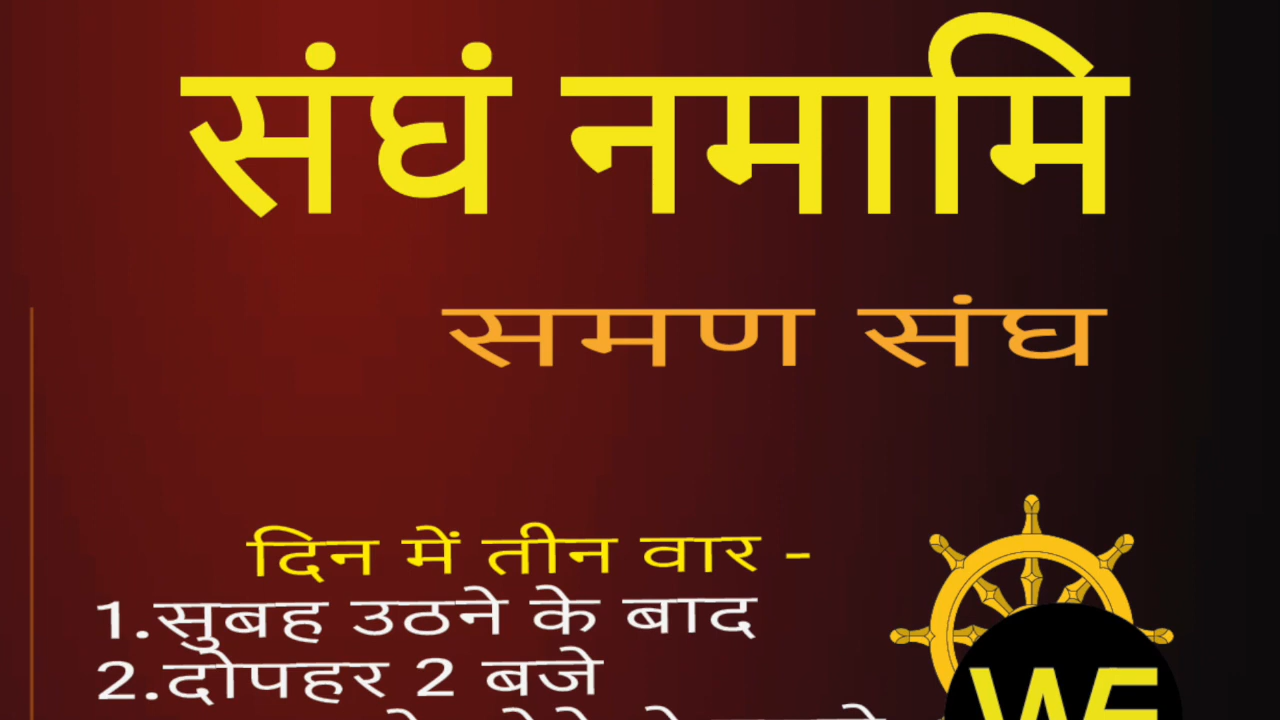 संघं नमामि
समण संघ
दिन में तीन वार -
1.सुबह उठने के बाद
2.दोपहर 2 बजे